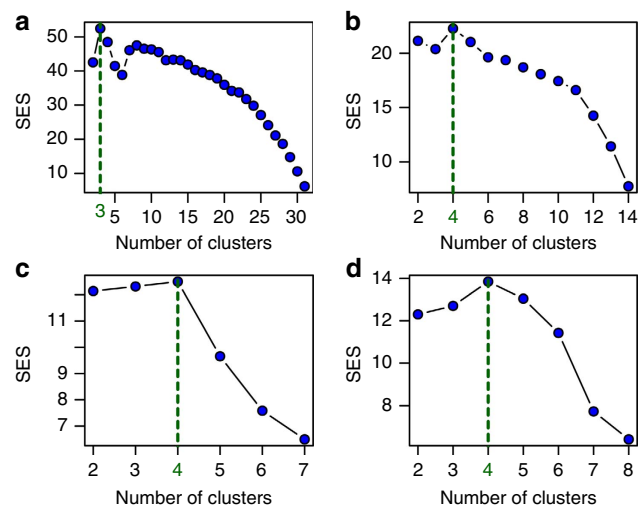 a
50
40
30
20
10
SES
3
5 10 15 20 25 30
Number of clusters
b
20
15
10
SES
2 4 6 8 10 12 14
Number of clusters
c
11
9
8
7
SES
2 3 4 5 6 7
Number of clusters
d
14
12
10
8
SES
2 3 4 5 6 7 8
Number of clusters